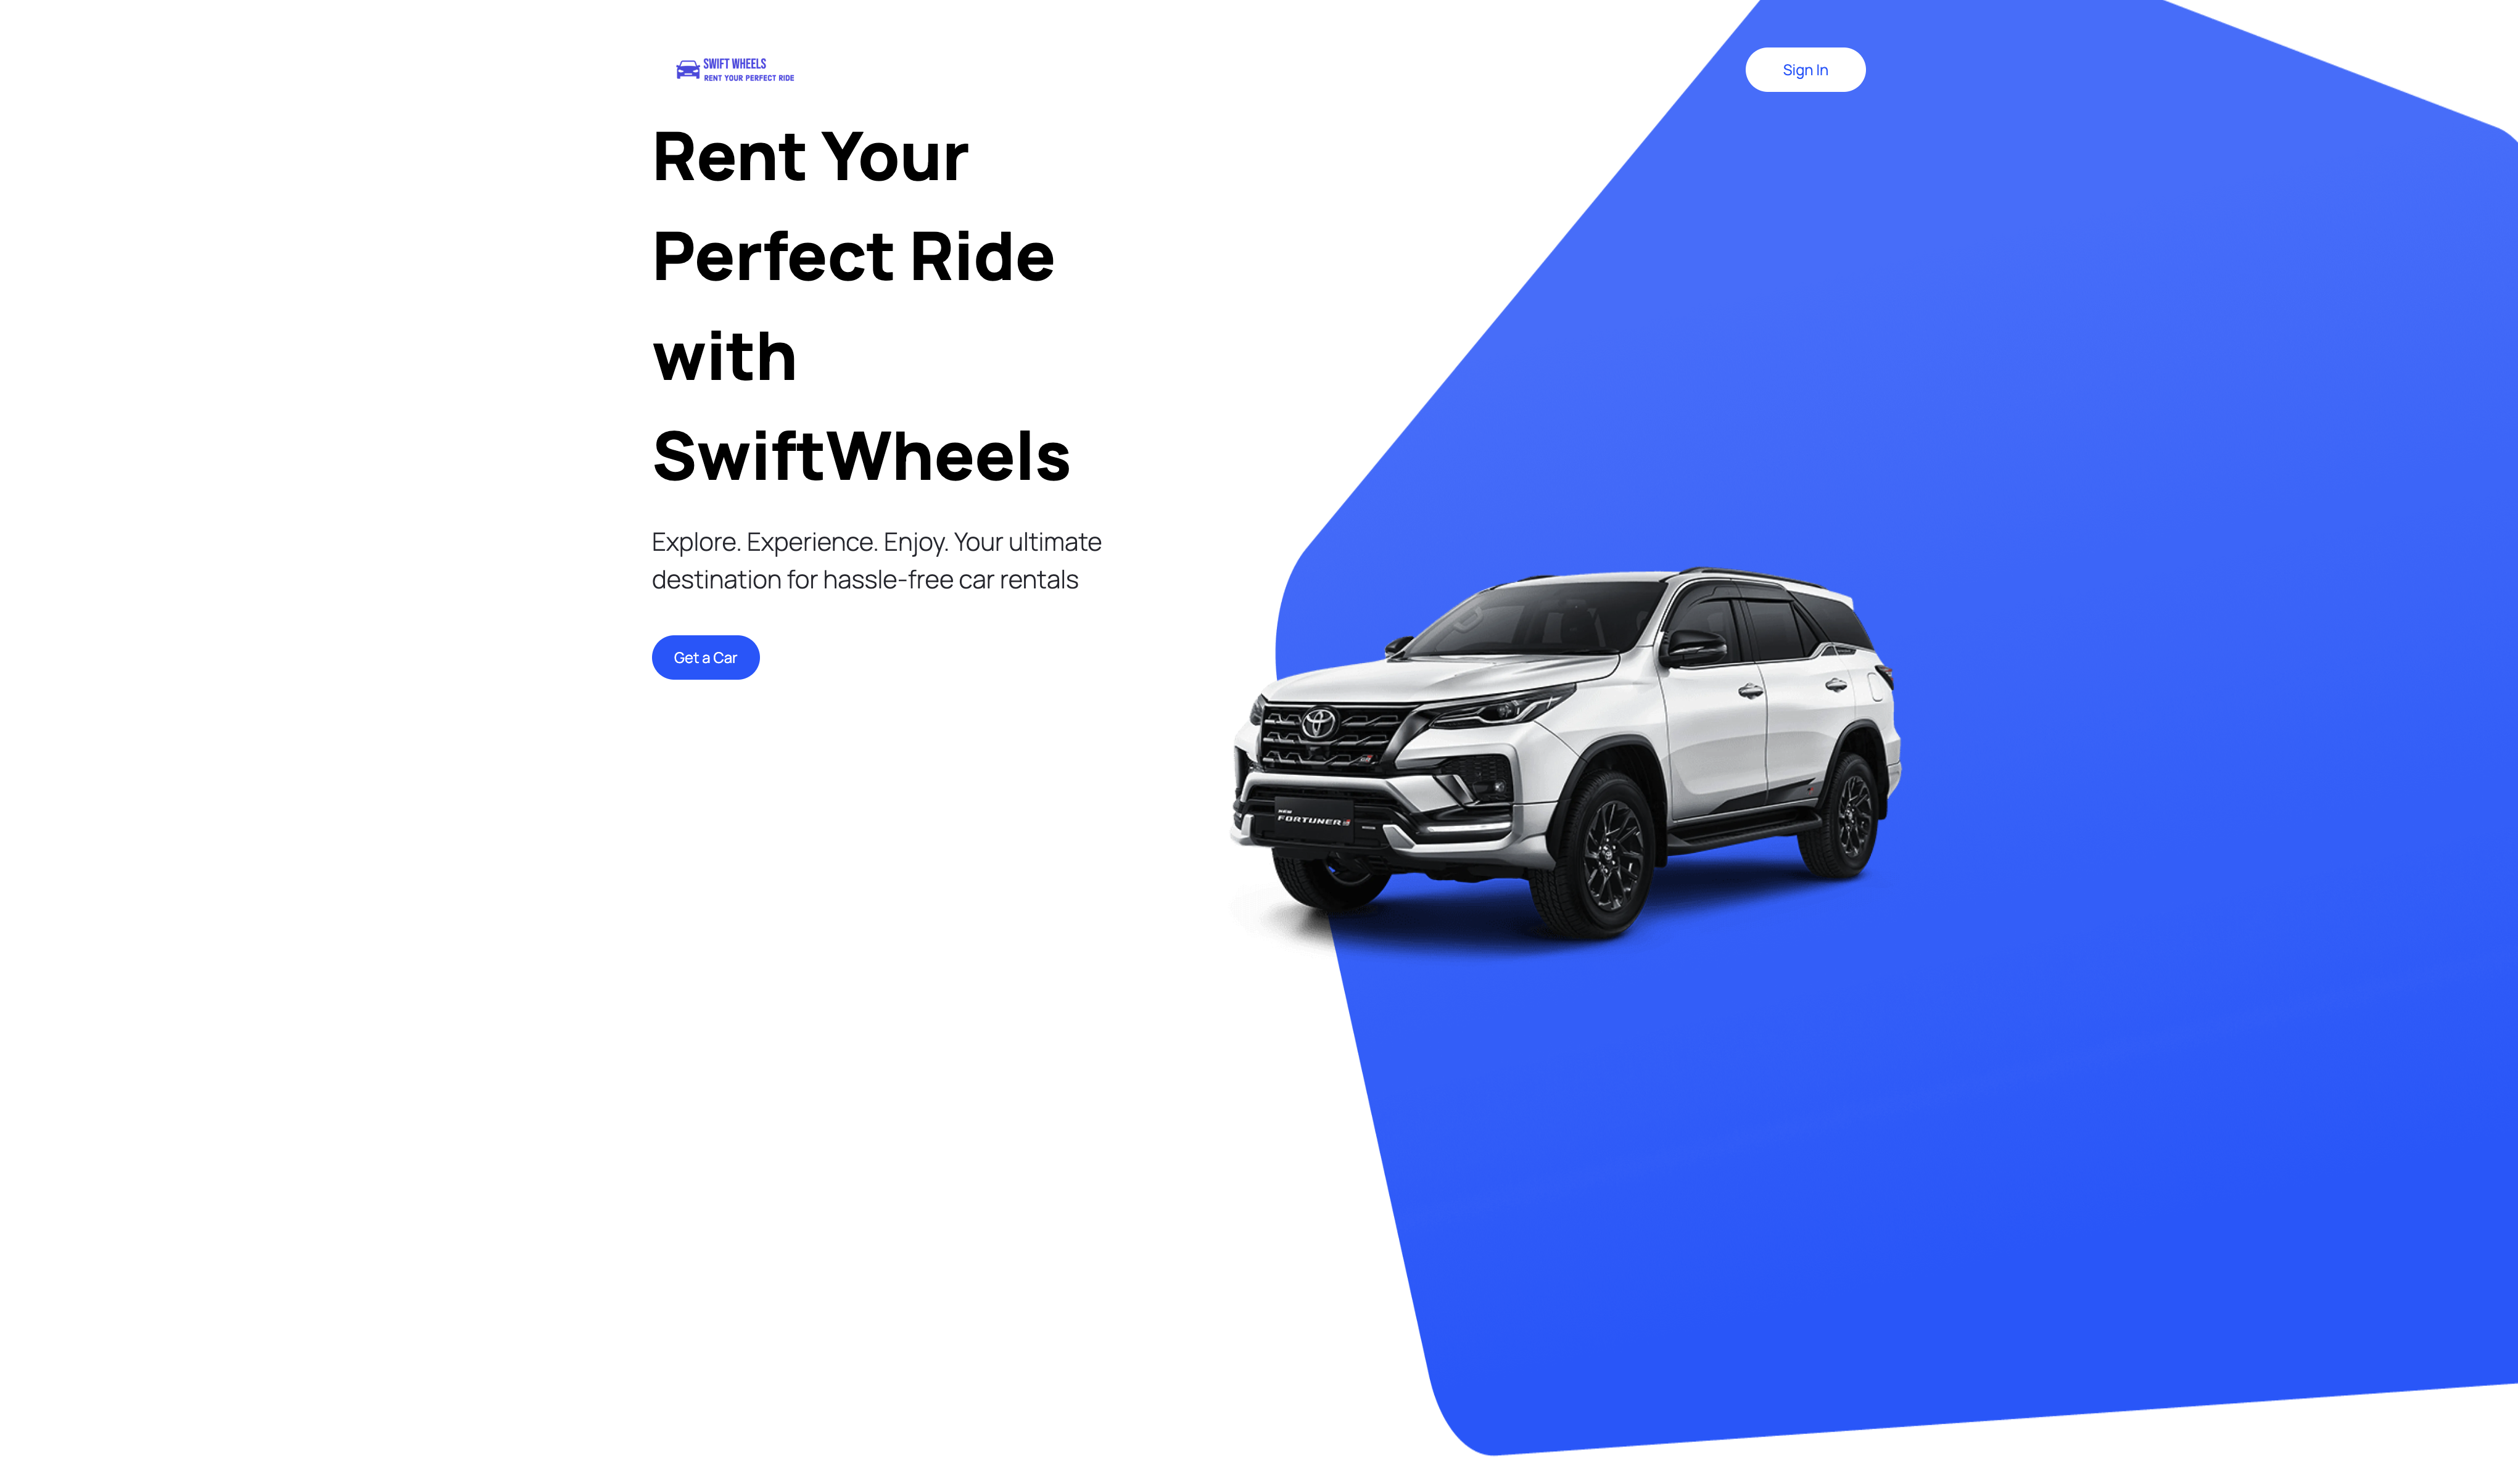 SWIFT WHEELS
RENT YOUR PERFECT RIDE
Sign In
Rent Your
Perfect Ride
with
SwiftWheels
Explore. Experience. Enjoy. Your ultimate
destination for hassle-free car rentals
Get a Car
NEW
FORTUNER